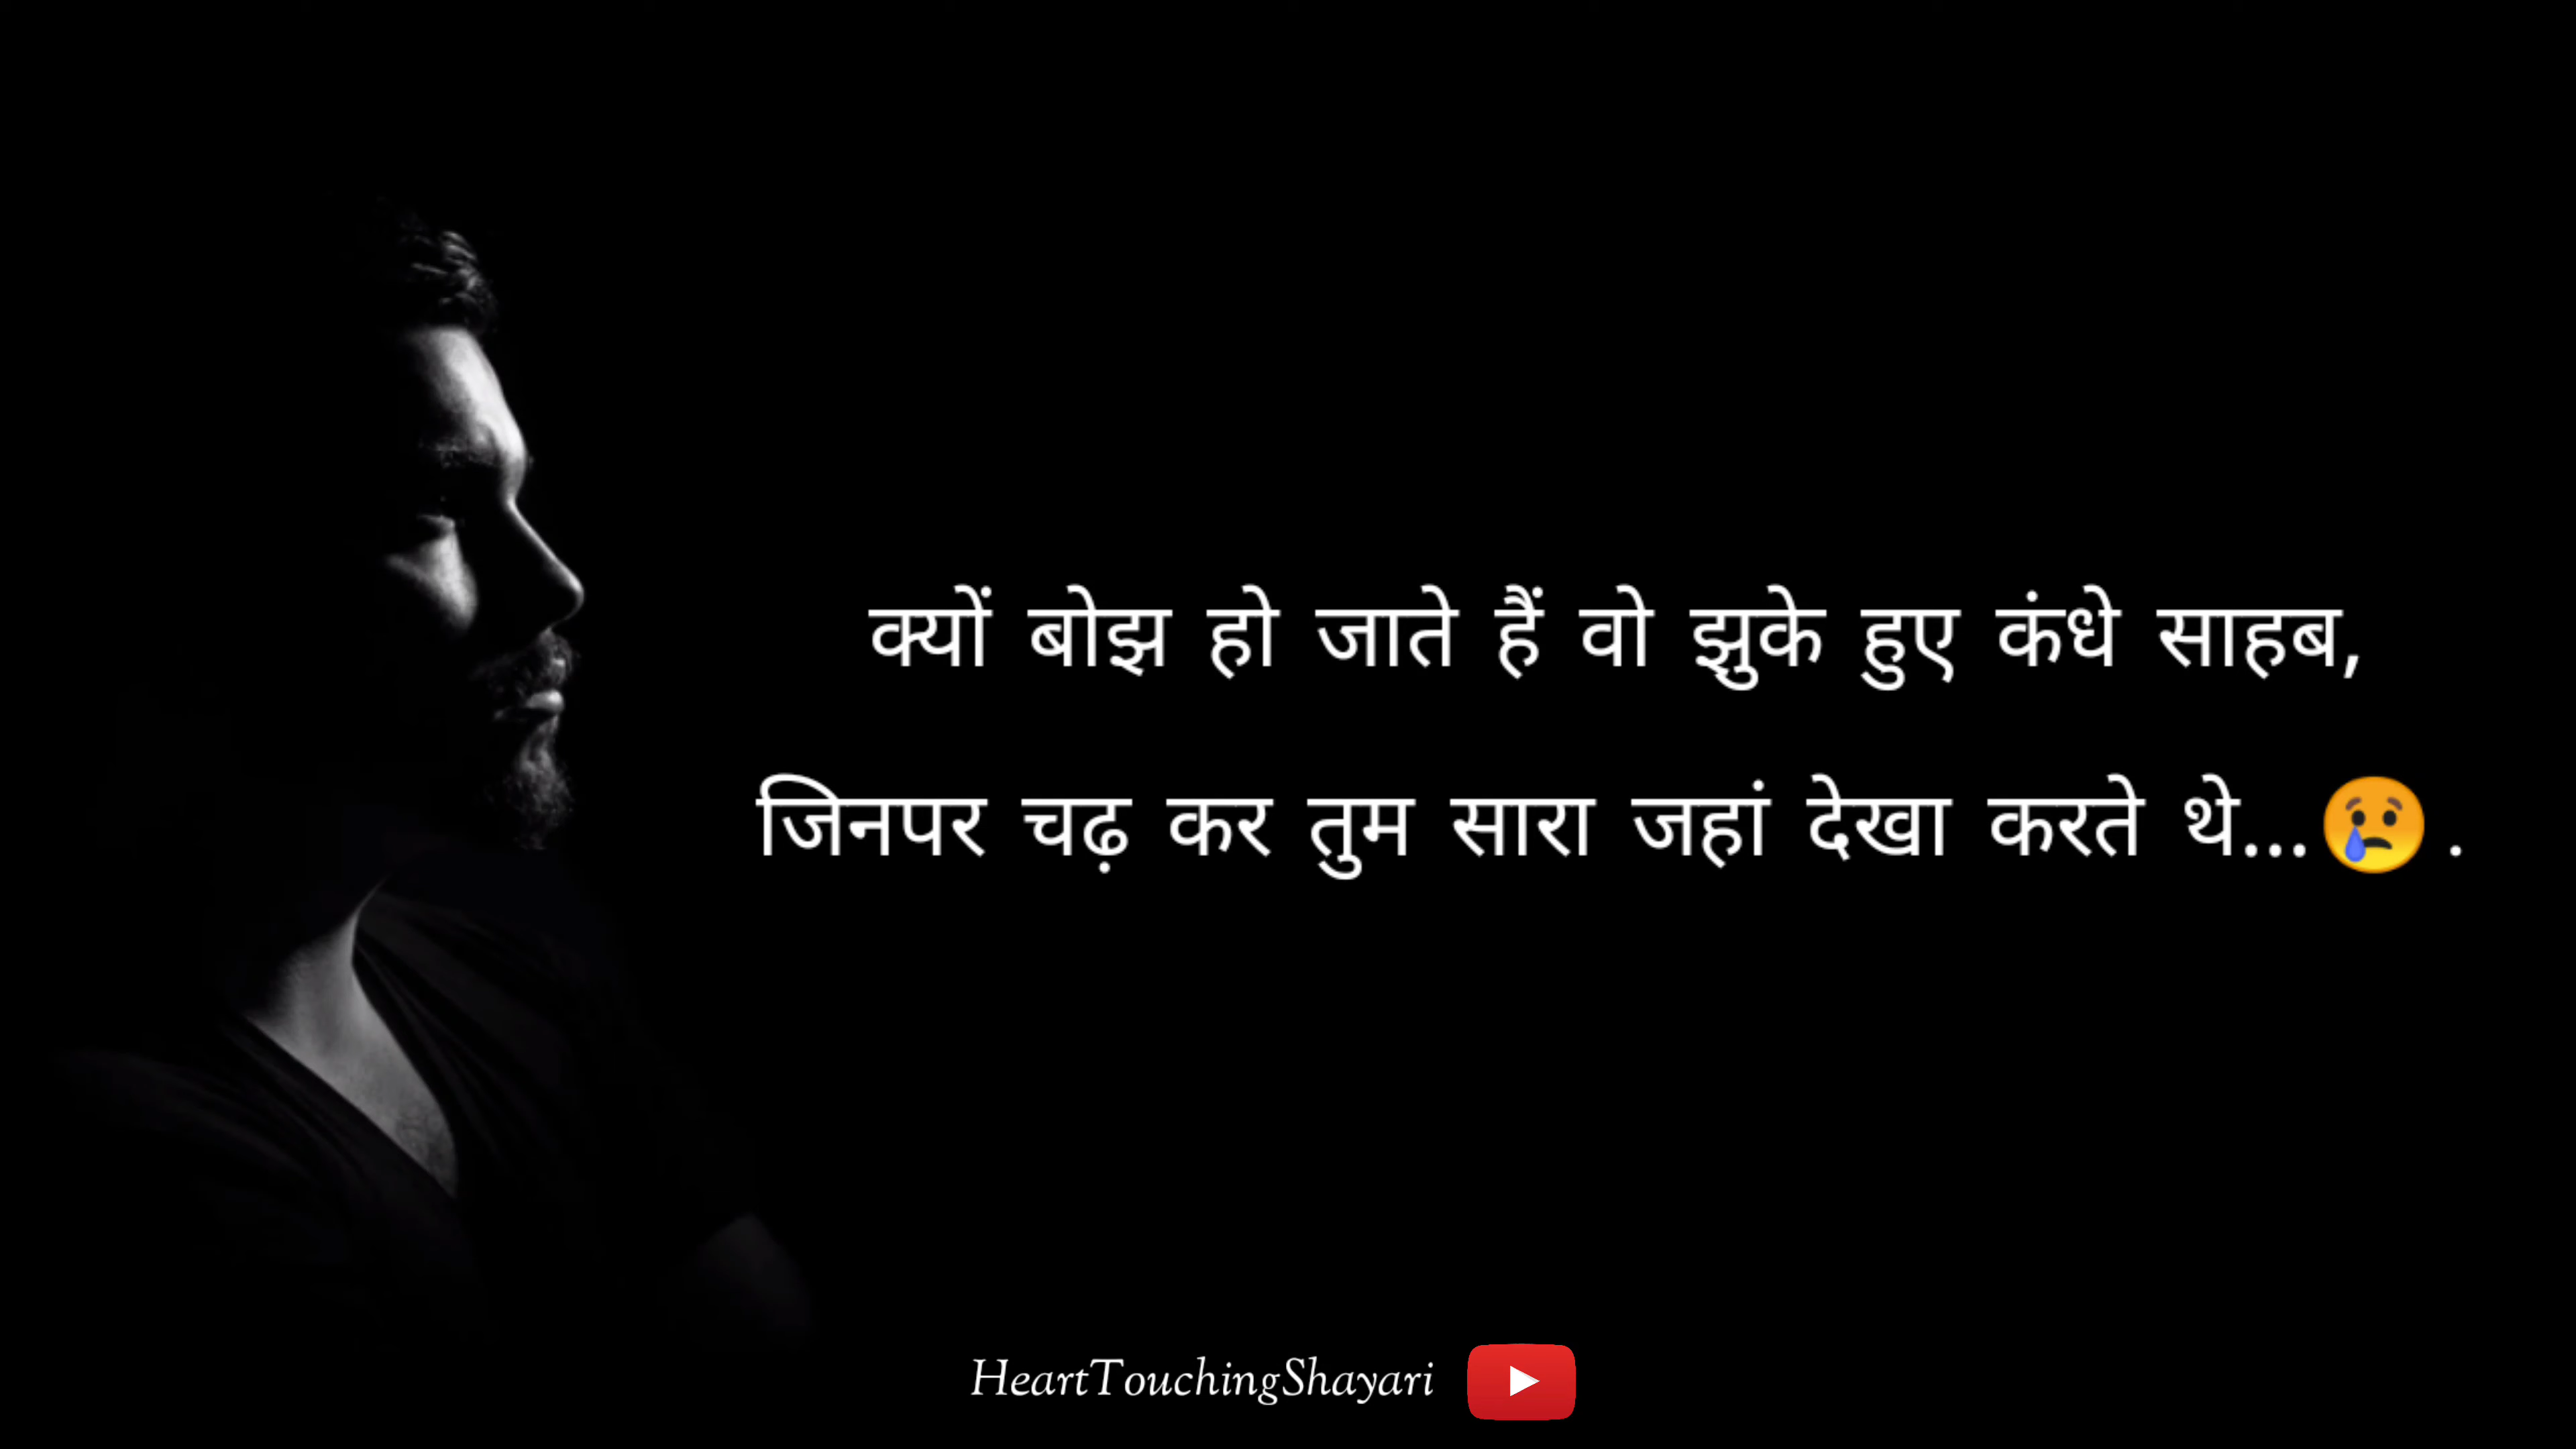 क्यों बोझ हो जाते हैं वो झुके हुए कंधे साहब,
जिनपर चढ़ कर तुम सारा जहां देखा करते थे...😢 .
HeartTouchingShayari